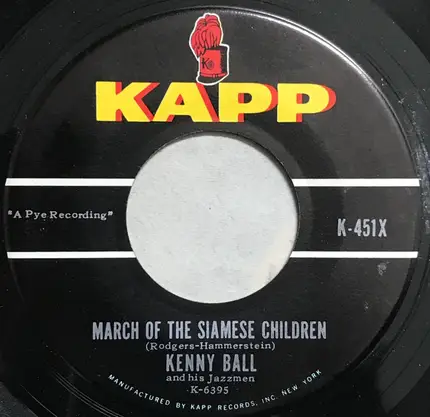 K
KAPP
"A Pye Recording"
K-451X
MARCH OF THE SIAMESE CHILDREN
(Rodgers-Hammerstein)
KENNY BALL
and his Jazzmen
K-6395
MANUFACTURED BY KAPP RECORDS, INC. NEW YORK